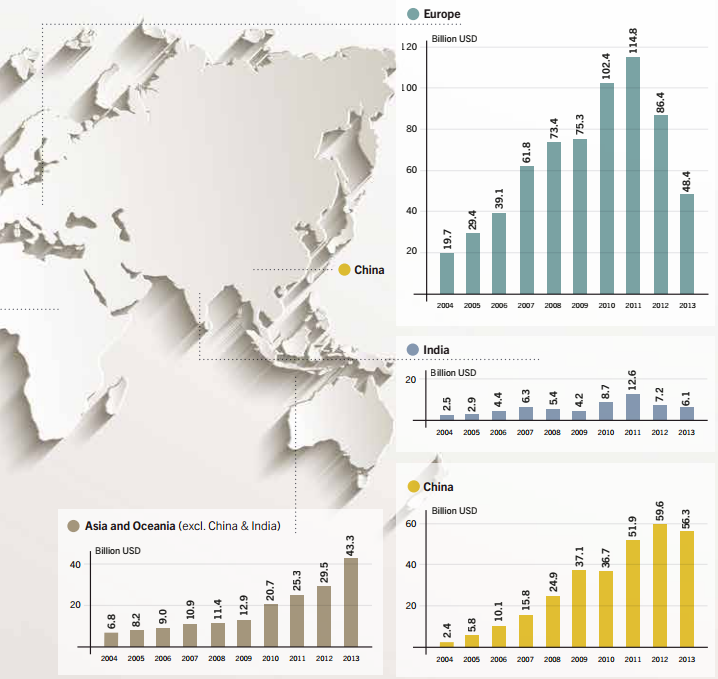 Europe
Billion USD
120
100
80
60
40
20
19.7 29.4 39.1 61.8 73.4 75.3 102.4 114.8 86.4 48.4
2004 2005 2006 2007 2008 2009 2010 2011 2012 2013
China
India
Billion USD
20
2.5 2.9 4.4 6.3 5.4 4.2 8.7 12.6 7.2 6.1
2004 2005 2006 2007 2008 2009 2010 2011 2012 2013
China
Billion USD
60
40
20
2.4 5.8 10.1 15.8 24.9 37.1 36.7 51.9 59.6 56.3
2004 2005 2006 2007 2008 2009 2010 2011 2012 2013
Asia and Oceania (excl. China & India)
Billion USD
40
20
6.8 8.2 9.0 10.9 11.4 12.9 20.7 25.3 29.5 43.3
2004 2005 2006 2007 2008 2009 2010 2011 2012 2013